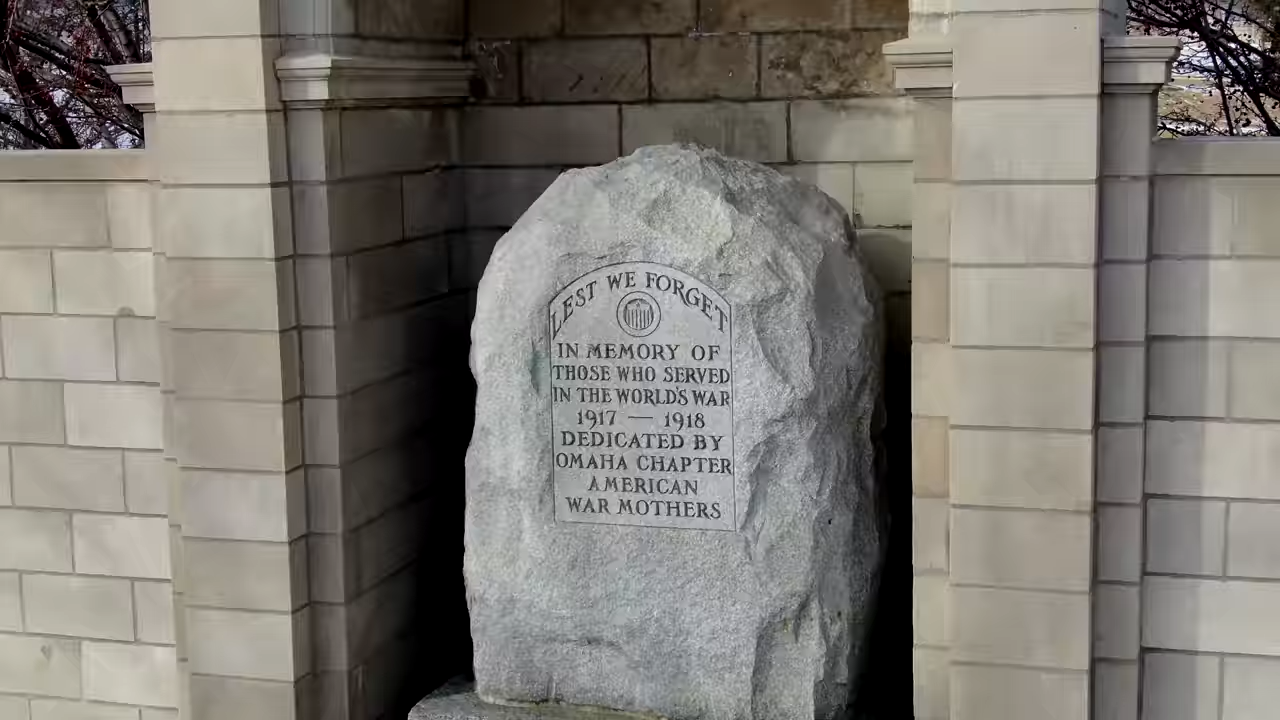 LEST WE FORGET
IN MEMORY OF
THOSE WHO SERVED
IN THE WORLD'S WAR
1917 — 1918
DEDICATED BY
OMAHA CHAPTER
AMERICAN
WAR MOTHERS